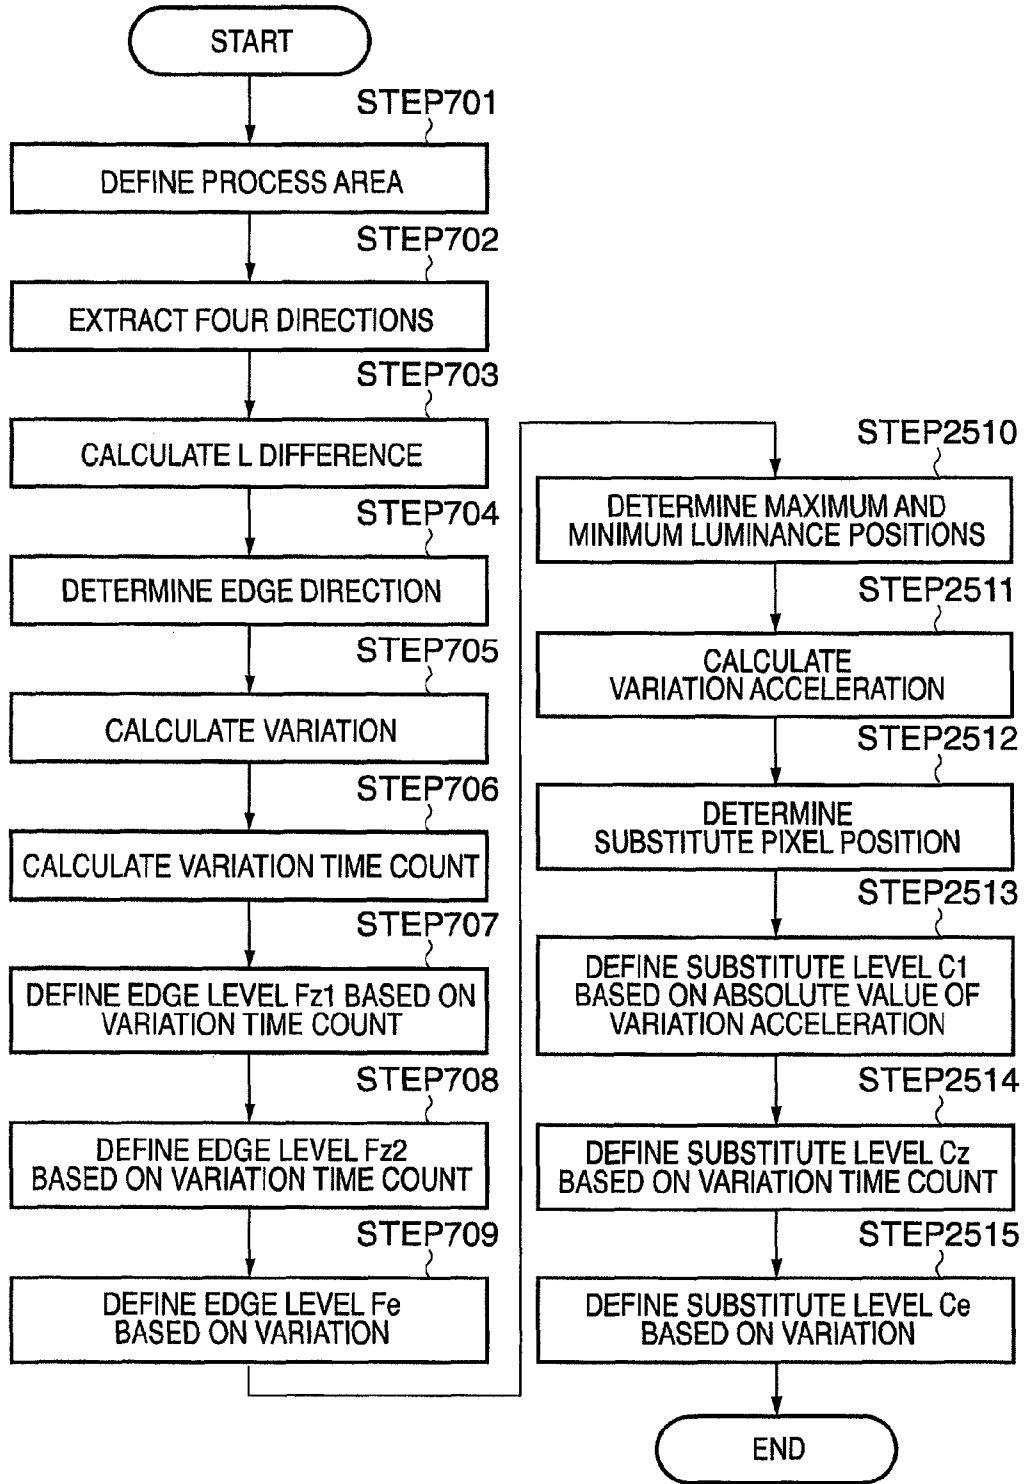 START
STEP701
DEFINE PROCESS AREA
STEP702
EXTRACT FOUR DIRECTIONS
STEP703
CALCULATE L DIFFERENCE
STEP704
DETERMINE EDGE DIRECTION
STEP705
CALCULATE VARIATION
STEP706
CALCULATE VARIATION TIME COUNT
STEP707
DEFINE EDGE LEVEL Fz1 BASED ON
VARIATION TIME COUNT
STEP708
DEFINE EDGE LEVEL Fz2
BASED ON VARIATION TIME COUNT
STEP709
DEFINE EDGE LEVEL Fe
BASED ON VARIATION
STEP2510
DETERMINE MAXIMUM AND
MINIMUM LUMINANCE POSITIONS
STEP2511
CALCULATE
VARIATION ACCELERATION
STEP2512
DETERMINE
SUBSTITUTE PIXEL POSITION
STEP2513
DEFINE SUBSTITUTE LEVEL C1
BASED ON ABSOLUTE VALUE OF
VARIATION ACCELERATION
STEP2514
DEFINE SUBSTITUTE LEVEL Cz
BASED ON VARIATION TIME COUNT
STEP2515
DEFINE SUBSTITUTE LEVEL Ce
BASED ON VARIATION
END